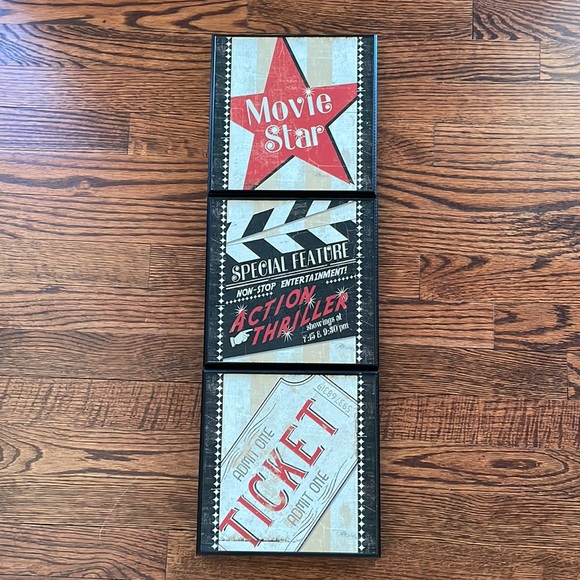 Movie
Star
SPECIAL FEATURE
NON-STOP ENTERTAINMENT!
ACTION
THRILLER
showings at
7:15 & 9:30 pm
ADMIT ONE
TICKET
ADMIT ONE